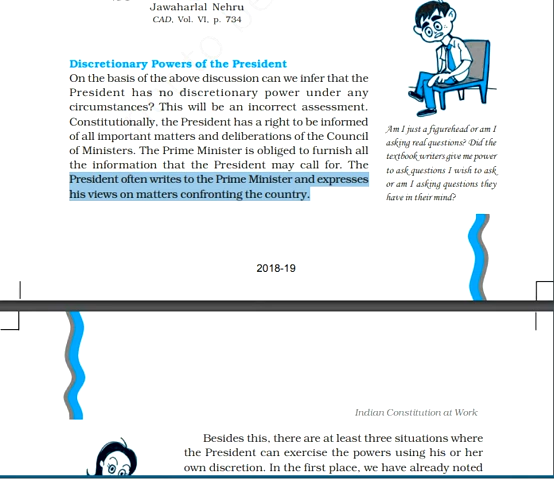 Jawaharlal Nehru
CAD, Vol. VI, p. 734
Discretionary Powers of the President
On the basis of the above discussion can we infer that the
President has no discretionary power under any
circumstances? This will be an incorrect assessment.
Constitutionally, the President has a right to be informed
of all important matters and deliberations of the Council
of Ministers. The Prime Minister is obliged to furnish all
the information that the President may call for. The
President often writes to the Prime Minister and expresses
his views on matters confronting the country.
Am I just a figurehead or am I
asking real questions? Did the
textbook writers give me power
to ask questions I wish to ask
or am I asking questions they
have in their mind?
2018-19
Indian Constitution at Work
Besides this, there are at least three situations where
the President can exercise the powers using his or her
own discretion. In the first place, we have already noted